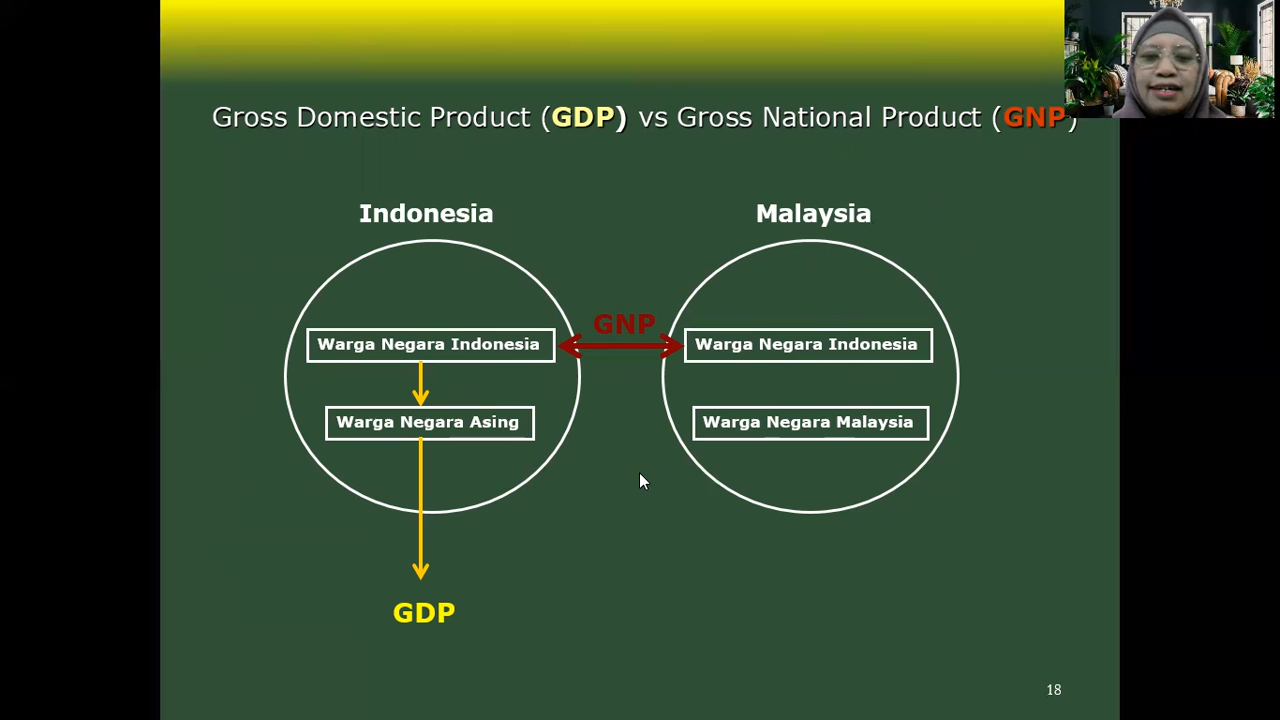 Gross Domestic Product (GDP) vs Gross National Product (GNP)
Indonesia
Malaysia
GNP
Warga Negara Indonesia
Warga Negara Indonesia
Warga Negara Asing
Warga Negara Malaysia
GDP
18